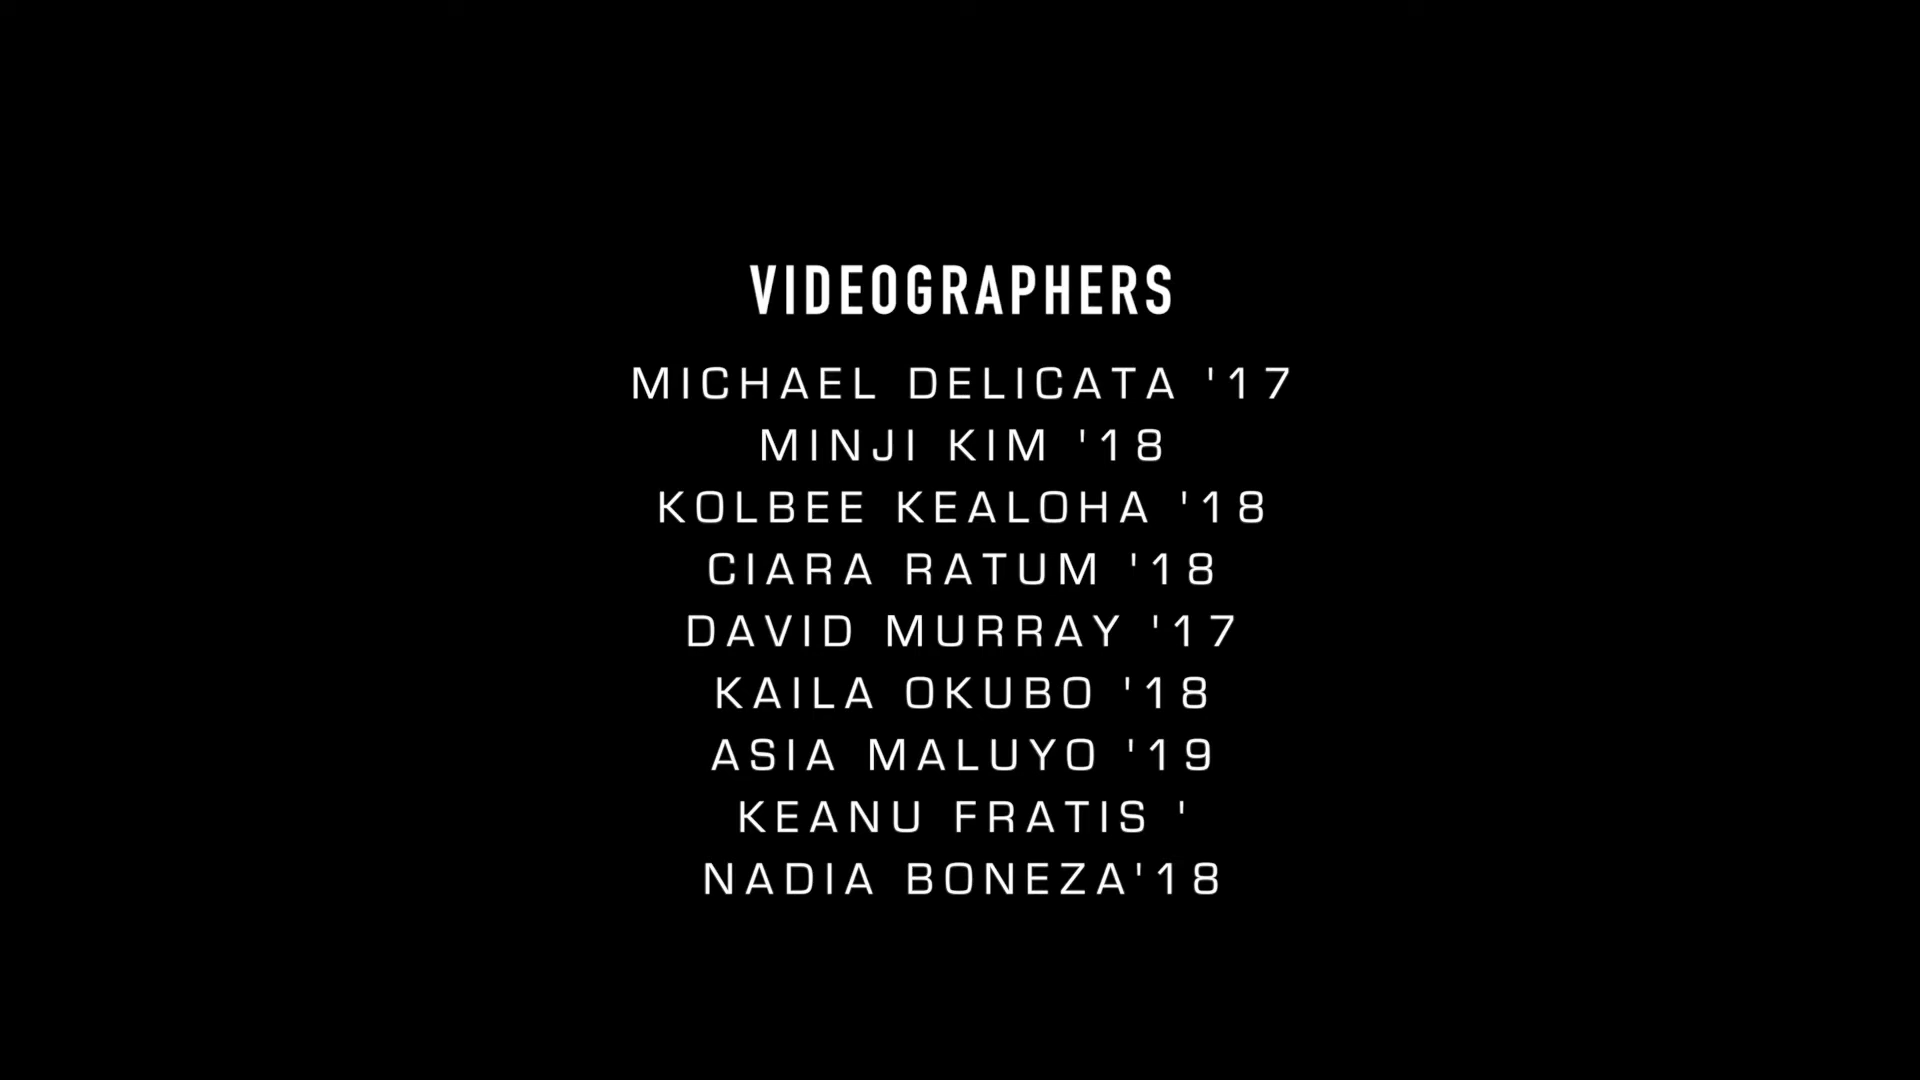 VIDEOGRAPHERS
MICHAEL DELICATA '17
MINJI KIM '18
KOLBEE KEALOHA '18
CIARA RATUM '18
DAVID MURRAY '17
KAILA OKUBO '18
ASIA MALUYO '19
KEANU FRATIS '
NADIA BONEZA'18